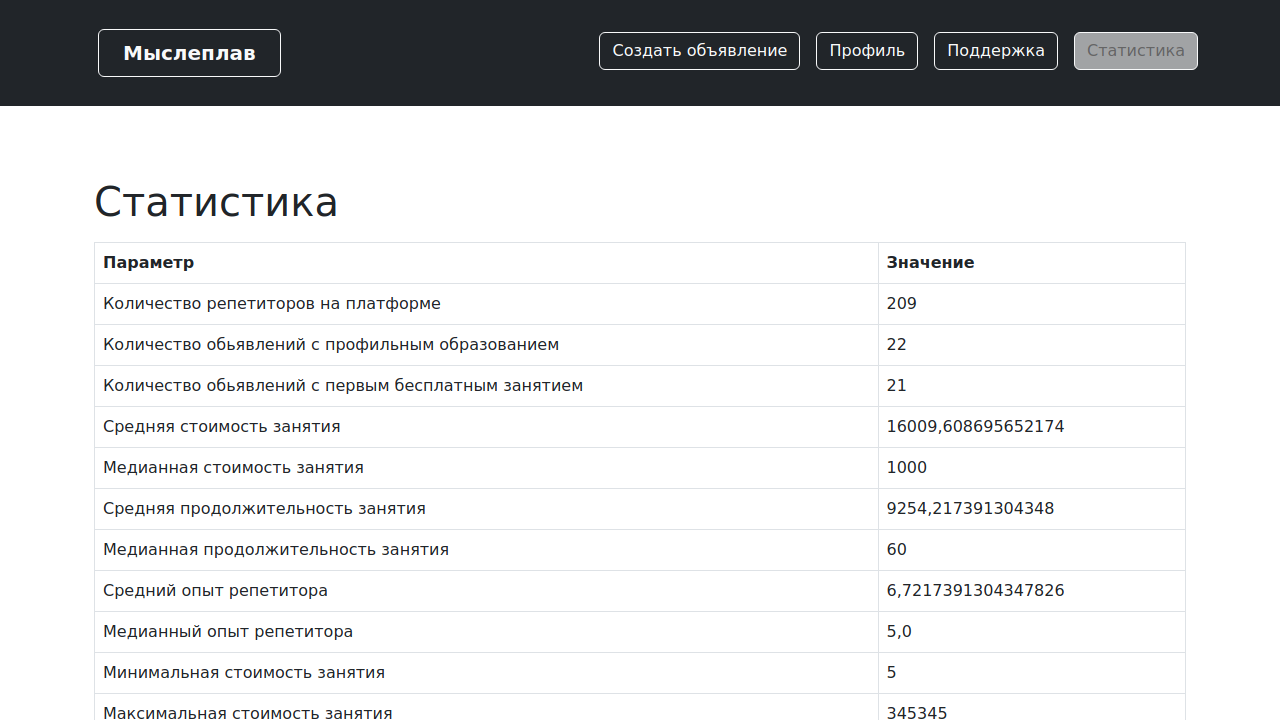 Мыслеплав
Создать объявление Профиль Поддержка Статистика
Статистика
Параметр Значение
Количество репетиторов на платформе 209
Количество обьявлений с профильным образованием 22
Количество обьявлений с первым бесплатным занятием 21
Средняя стоимость занятия 16009,608695652174
Медианная стоимость занятия 1000
Средняя продолжительность занятия 9254,217391304348
Медианная продолжительность занятия 60
Средний опыт репетитора 6,7217391304347826
Медианный опыт репетитора 5,0
Минимальная стоимость занятия 5
Максимальная стоимость занятия 345345